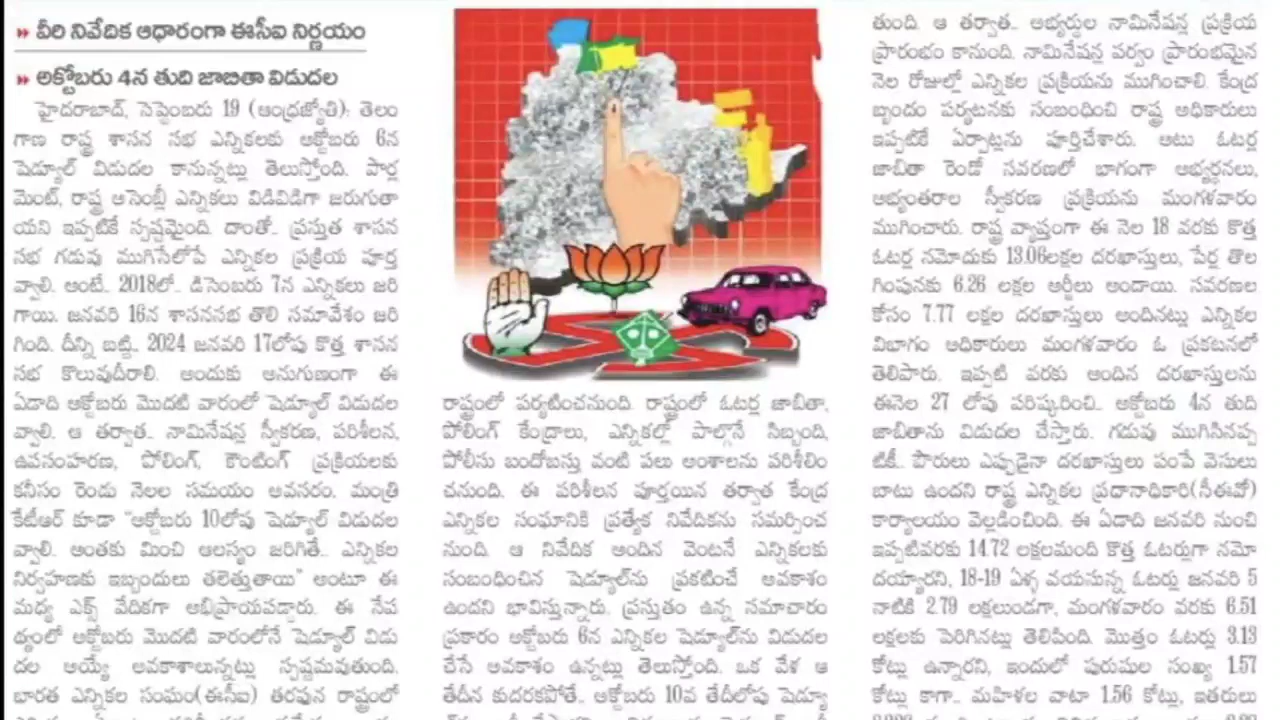 » వీరి నివేదిక ఆధారంగా ఈసీఐ నిర్ణయం
» అక్టోబరు 4న తుది జాబితా విడుదల
హైదరాబాద్, సెప్టెంబరు 19 (ఆంధ్రజ్యోతి): తెలం
గాణ రాష్ట్ర శాసన సభ ఎన్నికలకు అక్టోబరు 6న
షెడ్యూల్ విడుదల కానున్నట్లు తెలుస్తోంది. పార్ల
మెంట్, రాష్ట్ర అసెంబ్లీ ఎన్నికలు విడివిడిగా జరుగుతా
యని ఇప్పటికే స్పష్టమైంది. దాంతో.. ప్రస్తుత శాసన
సభ గడువు ముగిసేలోపే ఎన్నికల ప్రక్రియ పూర్త
వ్వాలి. అంటే.. 2018లో.. డిసెంబరు 7న ఎన్నికలు జరి
గాయి. జనవరి 16న శాసనసభ తొలి సమావేశం జరి
గింది. దీన్ని బట్టి.. 2024 జనవరి 17లోపు కొత్త శాసన
సభ కొలువుదీరాలి. అందుకు అనుగుణంగా ఈ
ఏడాది అక్టోబరు మొదటి వారంలో షెడ్యూల్ విడుదల
వ్వాలి. ఆ తర్వాత.. నామినేషన్ల స్వీకరణ, పరిశీలన,
ఉపసంహరణ, పోలింగ్, కౌంటింగ్ ప్రక్రియలకు
కనీసం రెండు నెలల సమయం అవసరం. మంత్రి
కేటీఆర్ కూడా "అక్టోబరు 10లోపు షెడ్యూల్ విడుదల
వ్వాలి. అంతకు మించి ఆలస్యం జరిగితే.. ఎన్నికల
నిర్వహణకు ఇబ్బందులు తలెత్తుతాయి" అంటూ ఈ
మధ్య ఎక్స్ వేదికగా అభిప్రాయపడ్డారు. ఈ నేప
థ్యంలో అక్టోబరు మొదటి వారంలోనే షెడ్యూల్ విడు
దల అయ్యే అవకాశాలున్నట్లు స్పష్టమవుతుంది.
భారత ఎన్నికల సంఘం(ఈసీఐ) తరఫున రాష్ట్రంలో
రాష్ట్రంలో పర్యటించనుంది. రాష్ట్రంలో ఓటర్ల జాబితా,
పోలింగ్ కేంద్రాలు, ఎన్నికల్లో పాల్గొనే సిబ్బంది,
పోలీసు బందోబస్తు వంటి పలు అంశాలను పరిశీలిం
చనుంది. ఈ పరిశీలన పూర్తయిన తర్వాత కేంద్ర
ఎన్నికల సంఘానికి ప్రత్యేక నివేదికను సమర్పించ
నుంది. ఆ నివేదిక అందిన వెంటనే ఎన్నికలకు
సంబంధించిన షెడ్యూల్‌ను ప్రకటించే అవకాశం
ఉందని భావిస్తున్నారు. ప్రస్తుతం ఉన్న సమాచారం
ప్రకారం అక్టోబరు 6న ఎన్నికల షెడ్యూల్‌ను విడుదల
చేసే అవకాశం ఉన్నట్లు తెలుస్తోంది. ఒక వేళ ఆ
తేదీన కుదరకపోతే.. అక్టోబరు 10వ తేదీలోపు షెడ్యూ
తుంది. ఆ తర్వాత.. అభ్యర్థుల నామినేషన్ల ప్రక్రియ
ప్రారంభం కానుంది. నామినేషన్ల పర్వం ప్రారంభమైన
నెల రోజుల్లో ఎన్నికల ప్రక్రియను ముగించాలి. కేంద్ర
బృందం పర్యటనకు సంబంధించి రాష్ట్ర అధికారులు
ఇప్పటికే ఏర్పాట్లను పూర్తిచేశారు. అటు ఓటర్ల
జాబితా రెండో సవరణలో భాగంగా అభ్యర్థనలు,
అభ్యంతరాల స్వీకరణ ప్రక్రియను మంగళవారం
ముగించారు. రాష్ట్ర వ్యాప్తంగా ఈ నెల 18 వరకు కొత్త
ఓటర్ల నమోదుకు 13.06లక్షల దరఖాస్తులు, పేర్ల తొల
గింపునకు 6.26 లక్షల అర్జీలు అందాయి. సవరణల
కోసం 7.77 లక్షల దరఖాస్తులు అందినట్లు ఎన్నికల
విభాగం అధికారులు మంగళవారం ఓ ప్రకటనలో
తెలిపారు. ఇప్పటి వరకు అందిన దరఖాస్తులను
ఈనెల 27 లోపు పరిష్కరించి.. అక్టోబరు 4న తుది
జాబితాను విడుదల చేస్తారు. గడువు ముగిసినప్ప
టికీ.. పౌరులు ఎప్పుడైనా దరఖాస్తులు పంపే వెసులు
బాటు ఉందని రాష్ట్ర ఎన్నికల ప్రధానాధికారి(సీఈవో)
కార్యాలయం వెల్లడించింది. ఈ ఏడాది జనవరి నుంచి
ఇప్పటివరకు 14.72 లక్షలమంది కొత్త ఓటర్లుగా నమో
దయ్యారని, 18-19 ఏళ్ళ వయసున్న ఓటర్లు జనవరి 5
నాటికి 2.79 లక్షలుండగా, మంగళవారం వరకు 6.51
లక్షలకు పెరిగినట్లు తెలిపింది. మొత్తం ఓటర్లు 3.13
కోట్లు ఉన్నారని, ఇందులో పురుషుల సంఖ్య 1.57
కోట్లు కాగా.. మహిళల వాటా 1.56 కోట్లు, ఇతరులు